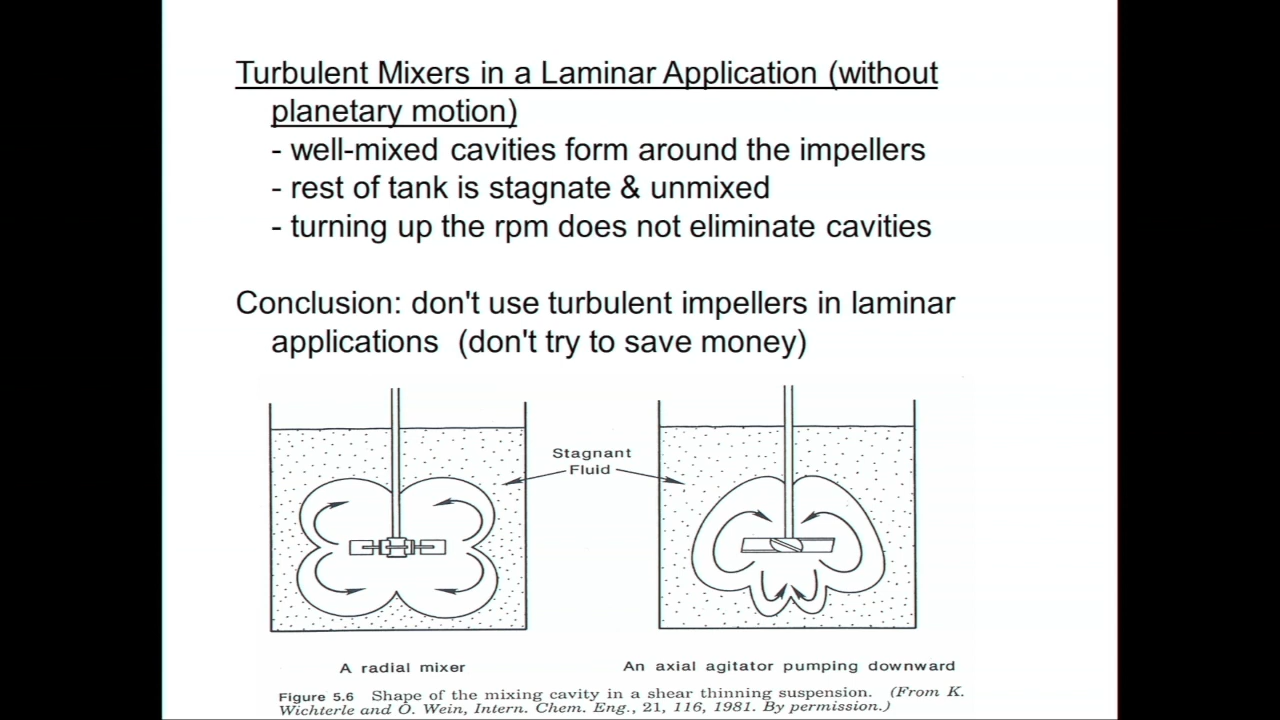 Turbulent Mixers in a Laminar Application (without
planetary motion)
- well-mixed cavities form around the impellers
- rest of tank is stagnate & unmixed
- turning up the rpm does not eliminate cavities
Conclusion: don't use turbulent impellers in laminar
applications (don't try to save money)
Stagnant
Fluid
A radial mixer
An axial agitator pumping downward
Figure 5.6 Shape of the mixing cavity in a shear thinning suspension. (From K.
Wichterle and O. Wein, Intern. Chem. Eng., 21, 116, 1981. By permission.)